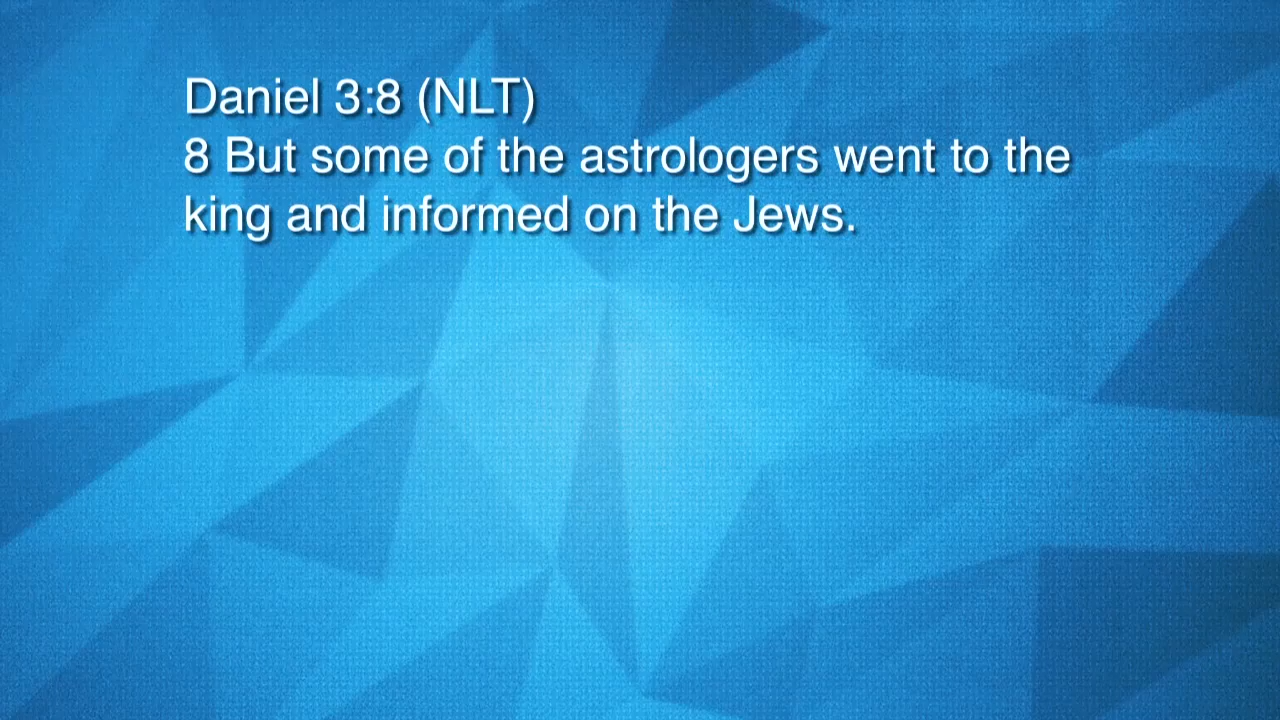 Daniel 3:8 (NLT)
8 But some of the astrologers went to the
king and informed on the Jews.